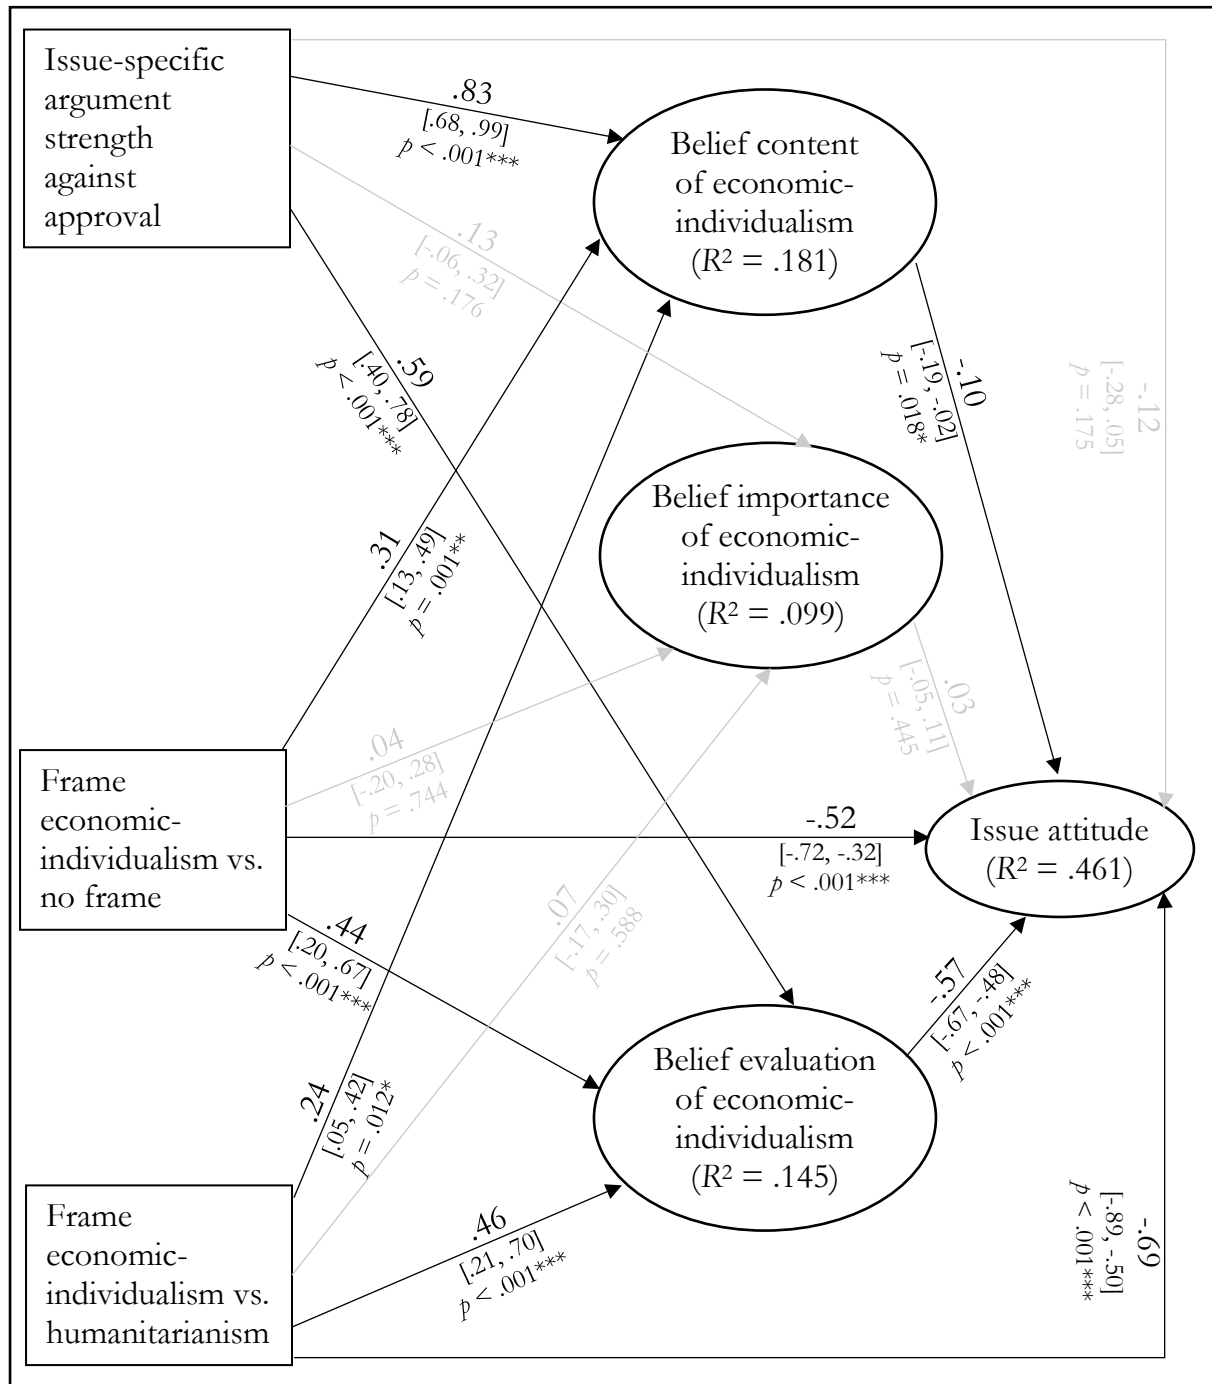 Issue-specific
argument
strength
against
approval
.83
[.68, .99]
p < .001***
Belief content
of economic-
individualism
(R² = .181)
.13
[-.06, .32]
p = .176
.59
[.40, .78]
p < .001***
-.10
[-.19, -.02]
p = .018*
-.12
[-.28, .05]
p = .175
Belief importance
of economic-
individualism
(R² = .099)
.31
[.13, .49]
p = .001**
.03
[-.05, .11]
p = .445
Frame
economic-
individualism vs.
no frame
.04
[-.20, .28]
p = .744
-.52
[-.72, -.32]
p < .001***
Issue attitude
(R² = .461)
.44
[.20, .67]
p < .001***
.07
[-.17, .30]
p = .588
-.57
[-.67, -.48]
p < .001***
Belief evaluation
of economic-
individualism
(R² = .145)
.24
[.05, .42]
p = .012*
Frame
economic-
individualism vs.
humanitarianism
.46
[.21, .70]
p < .001***
-.69
[-.89, -.50]
p < .001***